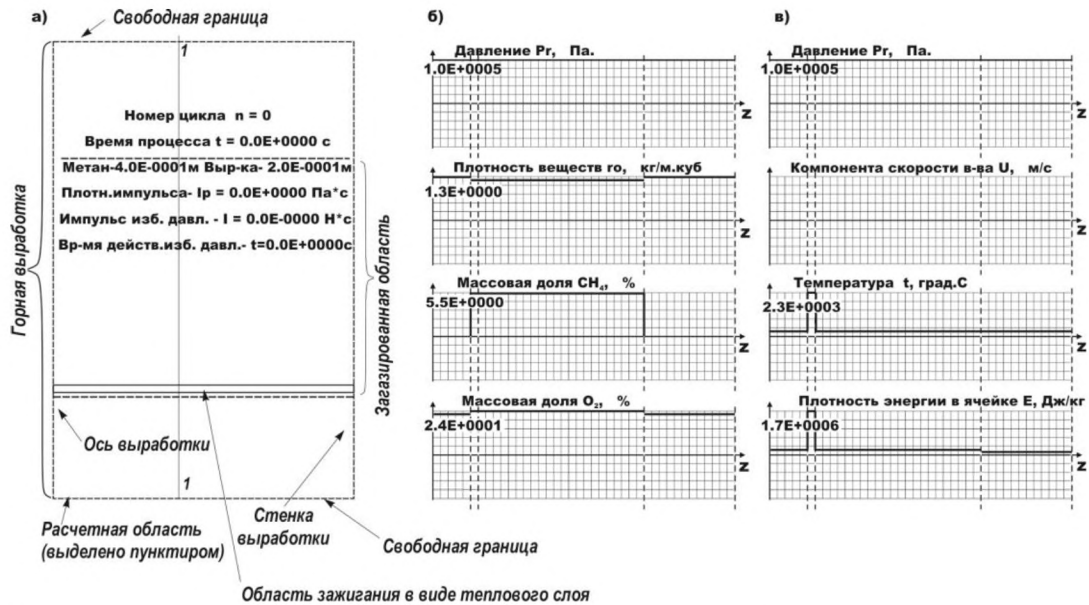 а)
Свободная граница
1
Номер цикла n = 0
Время процесса t = 0.0E+0000 с
Метан-4.0E-0001м Выр-ка- 2.0E-0001м
Плотн.импульса- Ip = 0.0E+0000 Па*с
Импульс изб. давл. - I = 0.0E-0000 Н*с
Вр-мя действ.изб. давл.- t=0.0E+0000с
Горная выработка
Загазированная область
Ось выработки
1
Расчетная область
(выделено пунктиром)
Стенка
выработки
Свободная граница
Область зажигания в виде теплового слоя
б)
Давление Pr, Па.
1.0E+0005
Z
Плотность веществ ro, кг/м.куб
1.3E+0000
Z
Массовая доля CH₄, %
5.5E+0000
Z
Массовая доля O₂, %
2.4E+0001
Z
в)
Давление Pr, Па.
1.0E+0005
Z
Компонента скорости в-ва U, м/с
Z
Температура t, град.С
2.3E+0003
Z
Плотность энергии в ячейке E, Дж/кг
1.7E+0006
Z